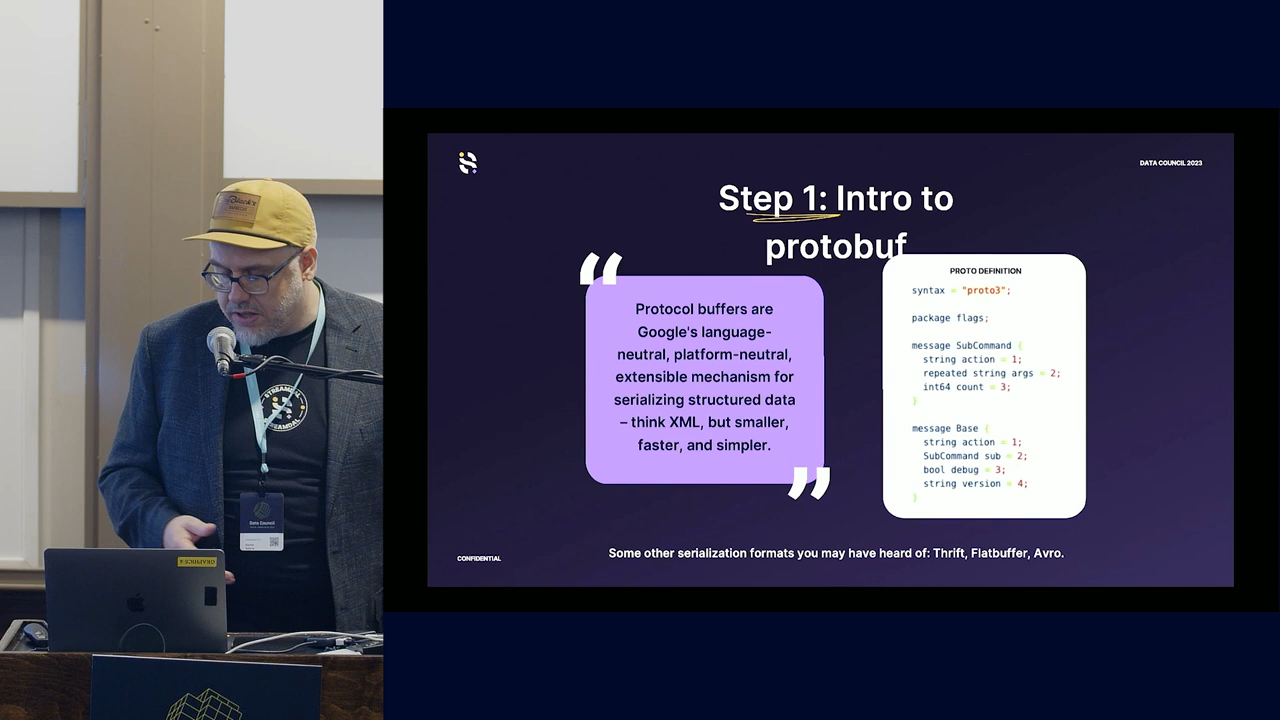 DATA COUNCIL 2023
Step 1: Intro to
protobuf
“
Protocol buffers are
Google's language-
neutral, platform-neutral,
extensible mechanism for
serializing structured data
– think XML, but smaller,
faster, and simpler.
”
PROTO DEFINITION
syntax = "proto3";
package flags;
message SubCommand {
string action = 1;
repeated string args = 2;
int64 count = 3;
}
message Base {
string action = 1;
SubCommand sub = 2;
bool debug = 3;
string version = 4;
}
Some other serialization formats you may have heard of: Thrift, Flatbuffer, Avro.
CONFIDENTIAL
Data Council
GRAPHICS 4